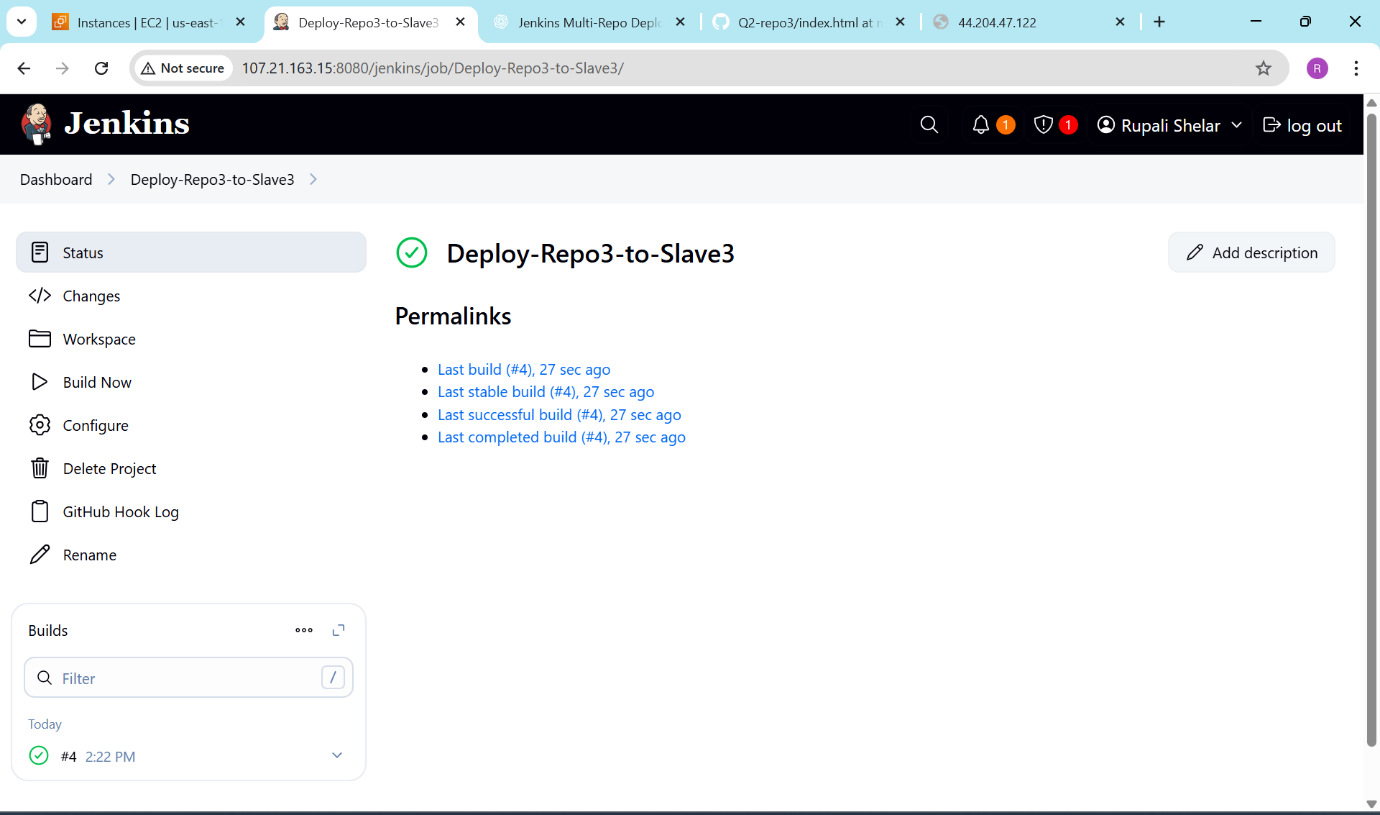 Instances | EC2 | us-east-
Deploy-Repo3-to-Slave3
Jenkins Multi-Repo Deplo
Q2-repo3/index.html at m
44.204.47.122
Not secure
107.21.163.15:8080/jenkins/job/Deploy-Repo3-to-Slave3/
R
Jenkins
1
1
Rupali Shelar
log out
Dashboard
Deploy-Repo3-to-Slave3
Status
Changes
Workspace
Build Now
Configure
Delete Project
GitHub Hook Log
Rename
Deploy-Repo3-to-Slave3
Add description
Permalinks
Last build (#4), 27 sec ago
Last stable build (#4), 27 sec ago
Last successful build (#4), 27 sec ago
Last completed build (#4), 27 sec ago
Builds
Filter
/
Today
#4 2:22 PM